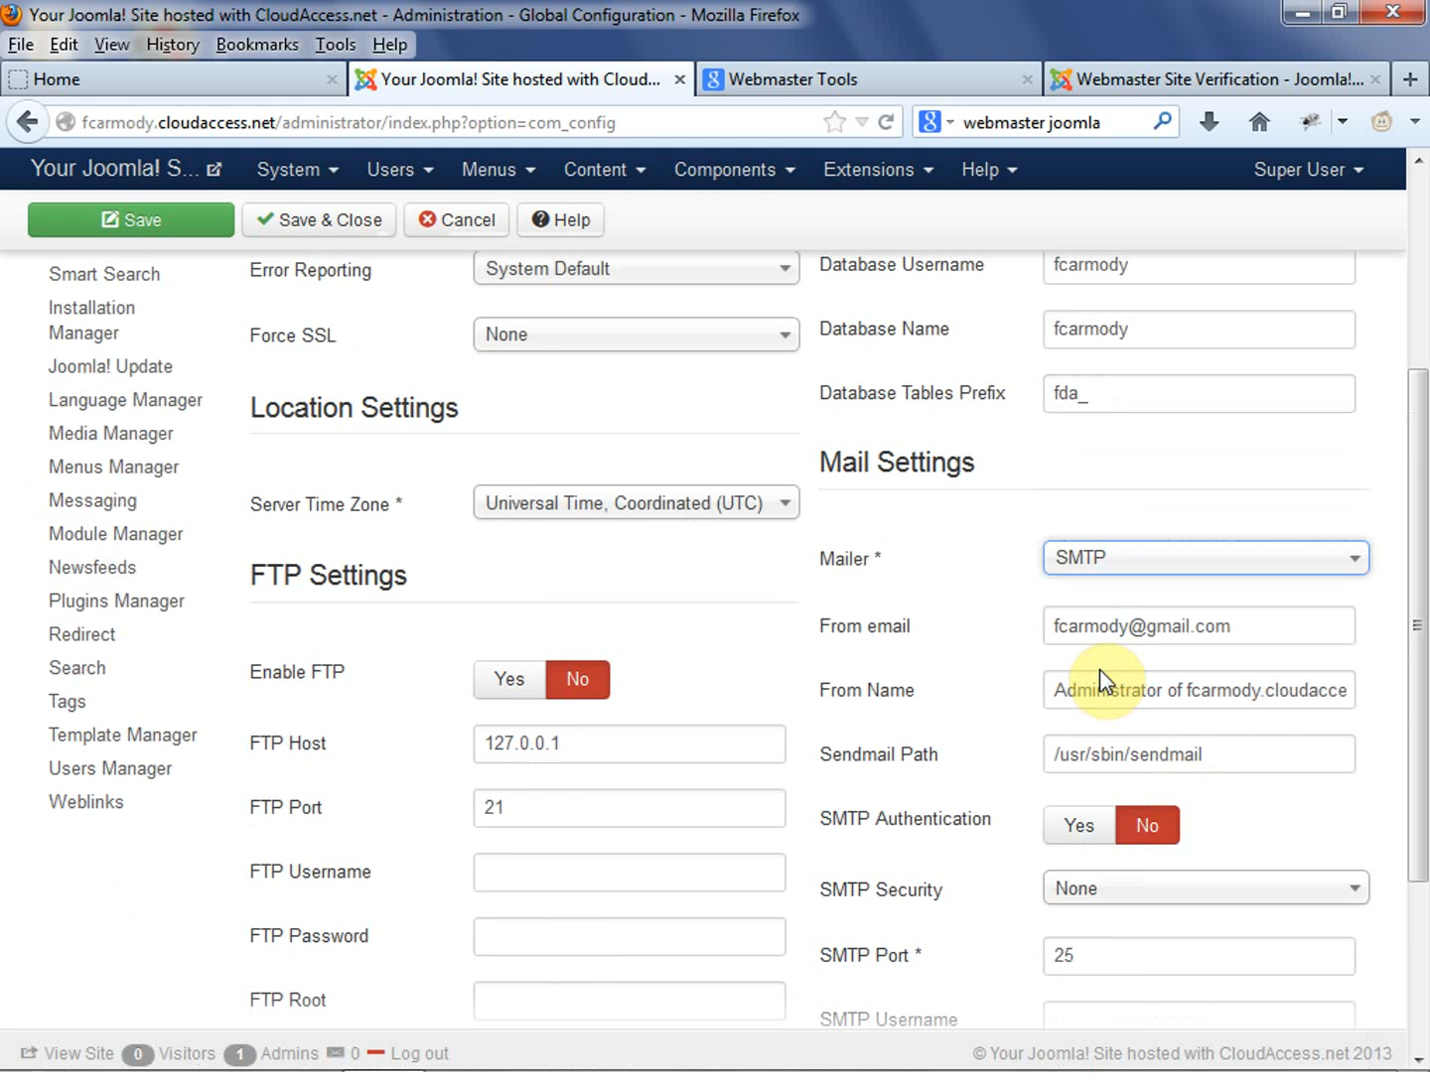 Your Joomla! Site hosted with CloudAccess.net - Administration - Global Configuration - Mozilla Firefox
File Edit View History Bookmarks Tools Help
Home
Your Joomla! Site hosted with Cloud...
Webmaster Tools
Webmaster Site Verification - Joomla!...
fcarmody.cloudaccess.net/administrator/index.php?option=com_config
webmaster joomla
Your Joomla! S... System Users Menus Content Components Extensions Help Super User
Save Save & Close Cancel Help
Smart Search
Installation
Manager
Joomla! Update
Language Manager
Media Manager
Menus Manager
Messaging
Module Manager
Newsfeeds
Plugins Manager
Redirect
Search
Tags
Template Manager
Users Manager
Weblinks
Error Reporting System Default
Force SSL None
Location Settings
Server Time Zone * Universal Time, Coordinated (UTC)
FTP Settings
Enable FTP Yes No
FTP Host 127.0.0.1
FTP Port 21
FTP Username
FTP Password
FTP Root
Database Username fcarmody
Database Name fcarmody
Database Tables Prefix fda_
Mail Settings
Mailer * SMTP
From email fcarmody@gmail.com
From Name Administrator of fcarmody.cloudacce
Sendmail Path /usr/sbin/sendmail
SMTP Authentication Yes No
SMTP Security None
SMTP Port * 25
SMTP Username
View Site 0 Visitors 1 Admins 0 Log out
© Your Joomla! Site hosted with CloudAccess.net 2013